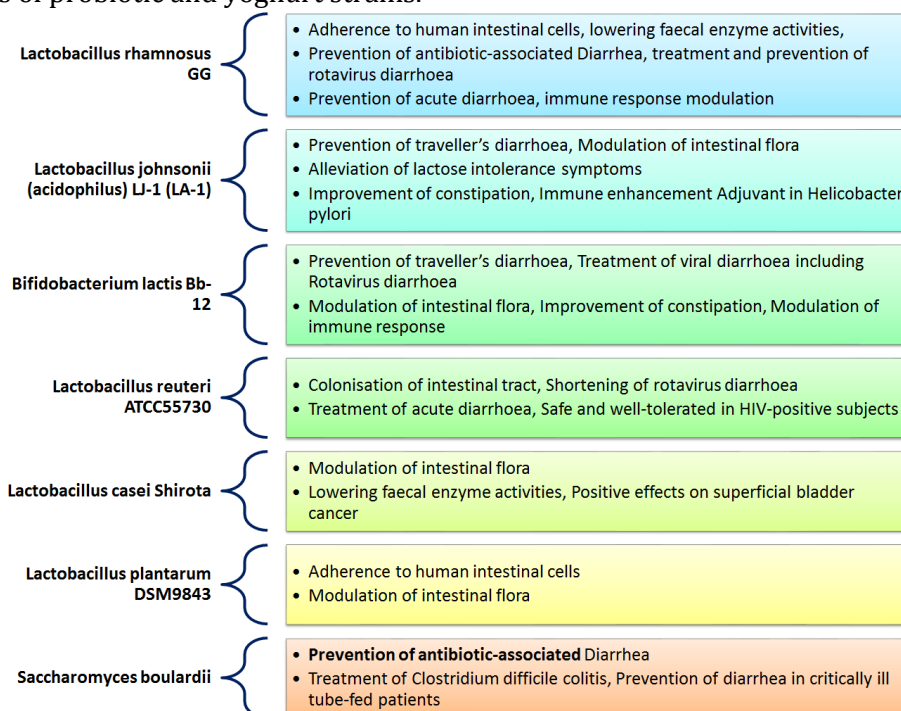 s of probiotic and yoghurt strains.
Lactobacillus rhamnosus
GG
• Adherence to human intestinal cells, lowering faecal enzyme activities,
• Prevention of antibiotic-associated Diarrhea, treatment and prevention of
rotavirus diarrhoea
• Prevention of acute diarrhoea, immune response modulation
Lactobacillus johnsonii
(acidophilus) LJ-1 (LA-1)
• Prevention of traveller's diarrhoea, Modulation of intestinal flora
• Alleviation of lactose intolerance symptoms
• Improvement of constipation, Immune enhancement Adjuvant in Helicobacter
pylori
Bifidobacterium lactis Bb-
12
• Prevention of traveller's diarrhoea, Treatment of viral diarrhoea including
Rotavirus diarrhoea
• Modulation of intestinal flora, Improvement of constipation, Modulation of
immune response
Lactobacillus reuteri
ATCC55730
• Colonisation of intestinal tract, Shortening of rotavirus diarrhoea
• Treatment of acute diarrhoea, Safe and well-tolerated in HIV-positive subjects
Lactobacillus casei Shirota
• Modulation of intestinal flora
• Lowering faecal enzyme activities, Positive effects on superficial bladder
cancer
Lactobacillus plantarum
DSM9843
• Adherence to human intestinal cells
• Modulation of intestinal flora
Saccharomyces boulardii
• Prevention of antibiotic-associated Diarrhea
• Treatment of Clostridium difficile colitis, Prevention of diarrhea in critically ill
tube-fed patients